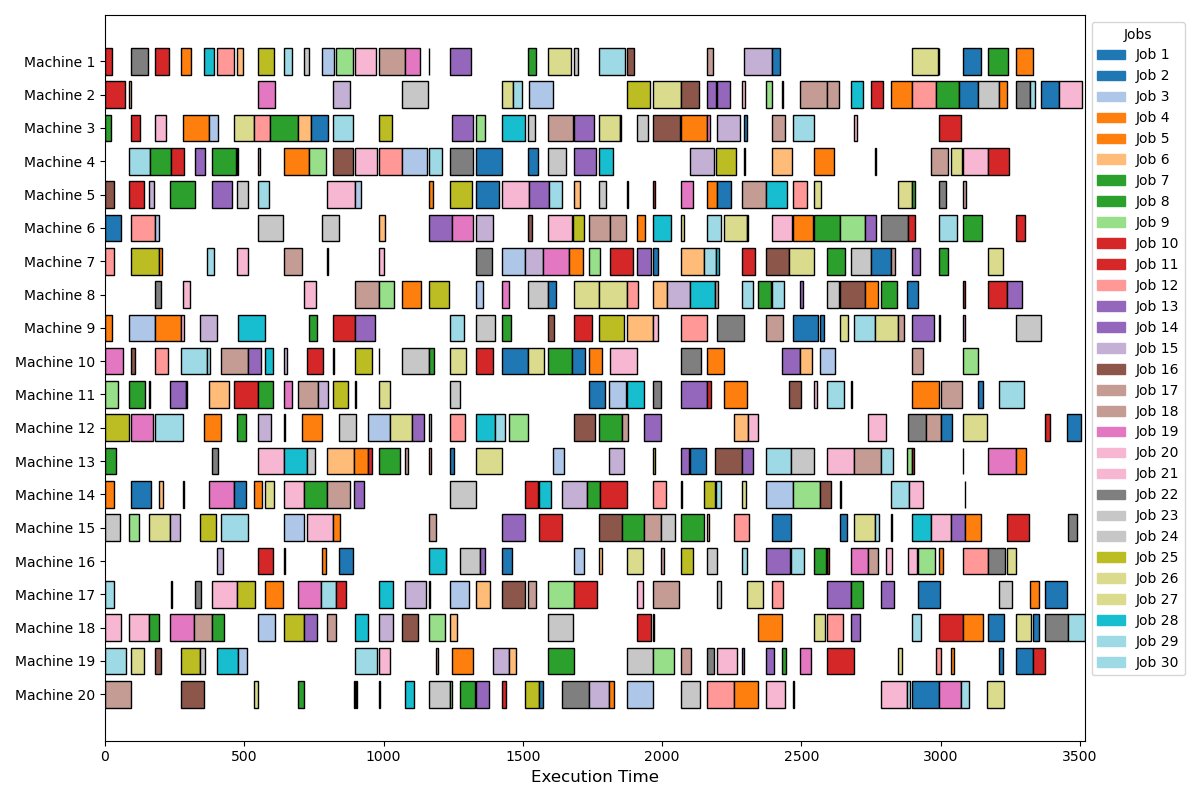 Machine 1
Machine 2
Machine 3
Machine 4
Machine 5
Machine 6
Machine 7
Machine 8
Machine 9
Machine 10
Machine 11
Machine 12
Machine 13
Machine 14
Machine 15
Machine 16
Machine 17
Machine 18
Machine 19
Machine 20
0 500 1000 1500 2000 2500 3000 3500
Execution Time
Jobs
Job 1
Job 2
Job 3
Job 4
Job 5
Job 6
Job 7
Job 8
Job 9
Job 10
Job 11
Job 12
Job 13
Job 14
Job 15
Job 16
Job 17
Job 18
Job 19
Job 20
Job 21
Job 22
Job 23
Job 24
Job 25
Job 26
Job 27
Job 28
Job 29
Job 30